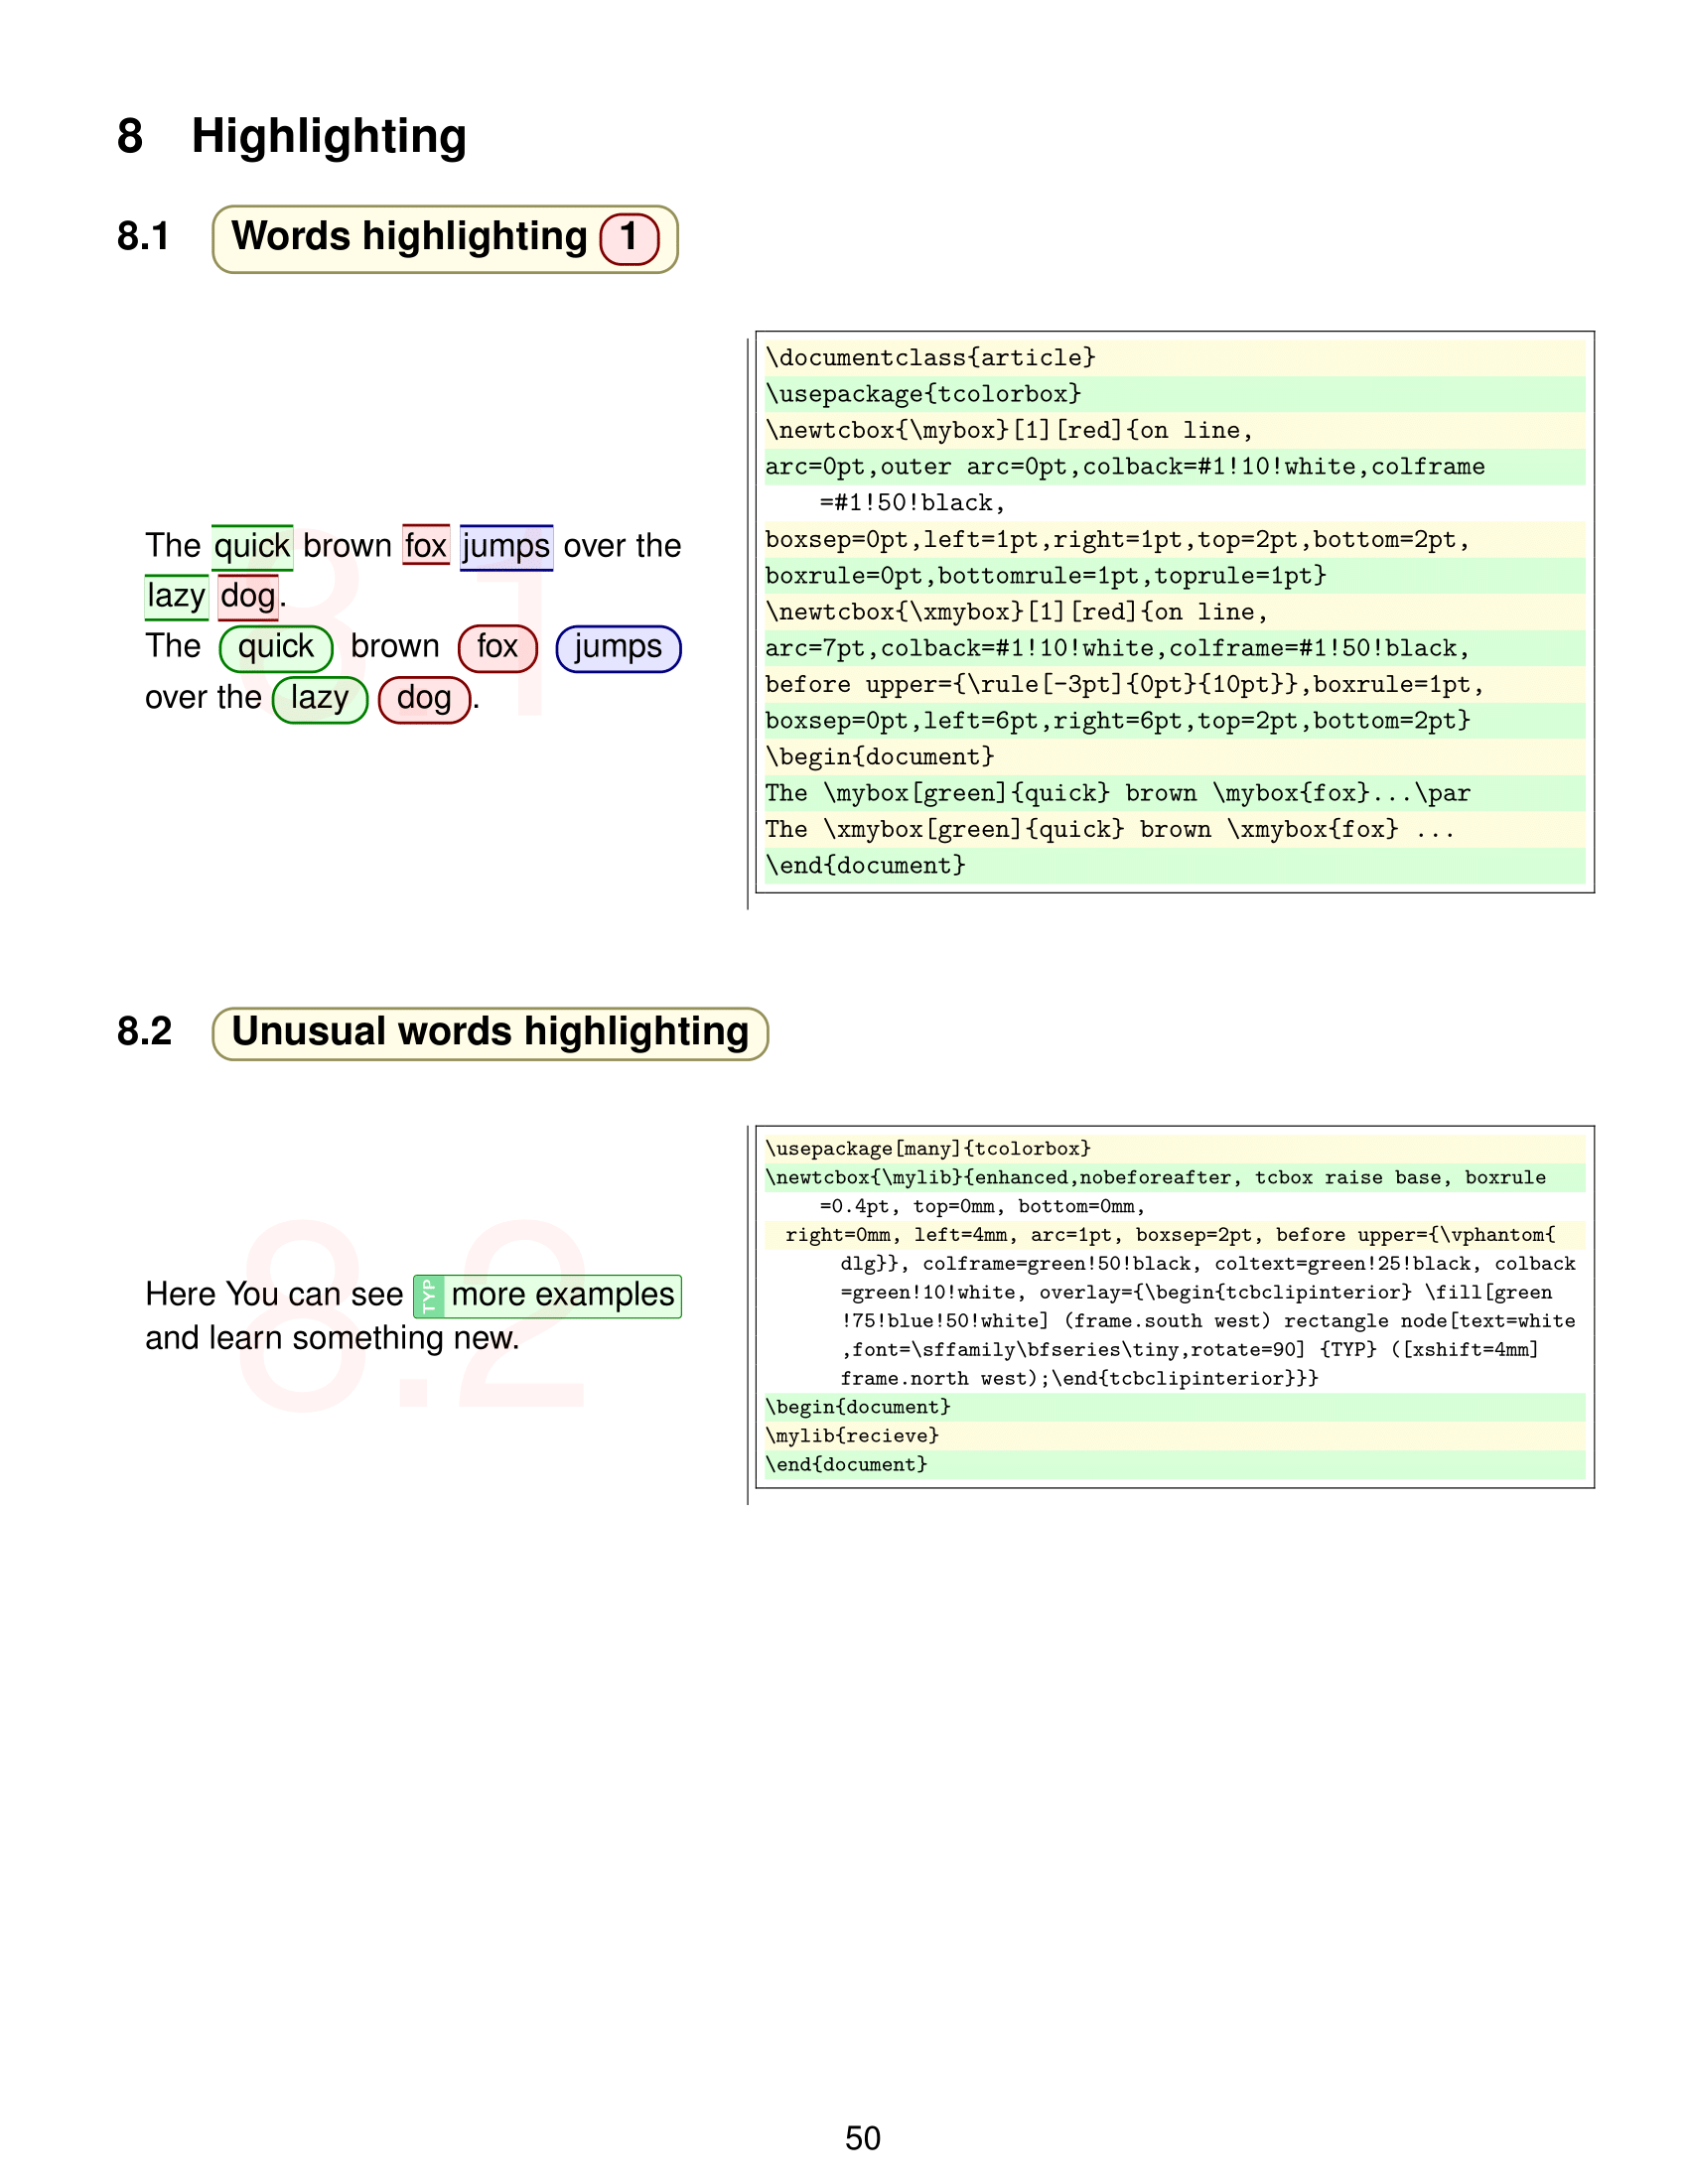 8 Highlighting
8.1 Words highlighting 1
The quick brown fox jumps over the
lazy dog.
The quick brown fox jumps
over the lazy dog.
8.1
\documentclass{article}
\usepackage{tcolorbox}
\newtcbox{\mybox}[1][red]{on line,
arc=0pt,outer arc=0pt,colback=#1!10!white,colframe
=#1!50!black,
boxsep=0pt,left=1pt,right=1pt,top=2pt,bottom=2pt,
boxrule=0pt,bottomrule=1pt,toprule=1pt}
\newtcbox{\xmybox}[1][red]{on line,
arc=7pt,colback=#1!10!white,colframe=#1!50!black,
before upper={\rule[-3pt]{0pt}{10pt}},boxrule=1pt,
boxsep=0pt,left=6pt,right=6pt,top=2pt,bottom=2pt}
\begin{document}
The \mybox[green]{quick} brown \mybox{fox}...\par
The \xmybox[green]{quick} brown \xmybox{fox} ...
\end{document}
8.2 Unusual words highlighting
Here You can see TYP more examples
and learn something new.
8.2
\usepackage[many]{tcolorbox}
\newtcbox{\mylib}{enhanced,nobeforeafter, tcbox raise base, boxrule
=0.4pt, top=0mm, bottom=0mm,
right=0mm, left=4mm, arc=1pt, boxsep=2pt, before upper={\vphantom{
dlg}}, colframe=green!50!black, coltext=green!25!black, colback
=green!10!white, overlay={\begin{tcbclipinterior} \fill[green
!75!blue!50!white] (frame.south west) rectangle node[text=white
,font=\sffamily\bfseries\tiny,rotate=90] {TYP} ([xshift=4mm]
frame.north west);\end{tcbclipinterior}}}
\begin{document}
\mylib{recieve}
\end{document}
50